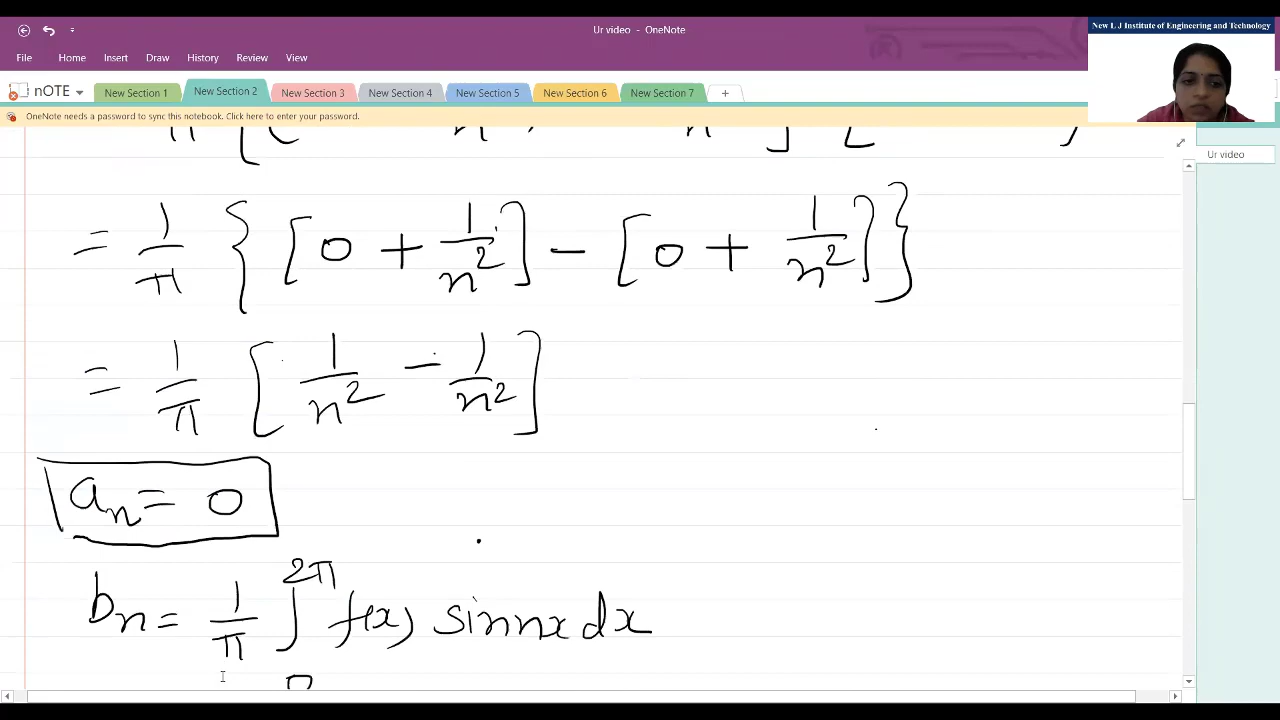 Ur video - OneNote
New L J Institute of Engineering and Technology
File Home Insert Draw History Review View
nOTE New Section 1 New Section 2 New Section 3 New Section 4 New Section 5 New Section 6 New Section 7 +
OneNote needs a password to sync this notebook. Click here to enter your password.
Ur video
= 1/π { [0 + 1/n²] - [0 + 1/n²] }
= 1/π [ 1/n² - 1/n² ]
aₙ = 0
bₙ = 1/π ∫₀^2π f(x) sin nx dx